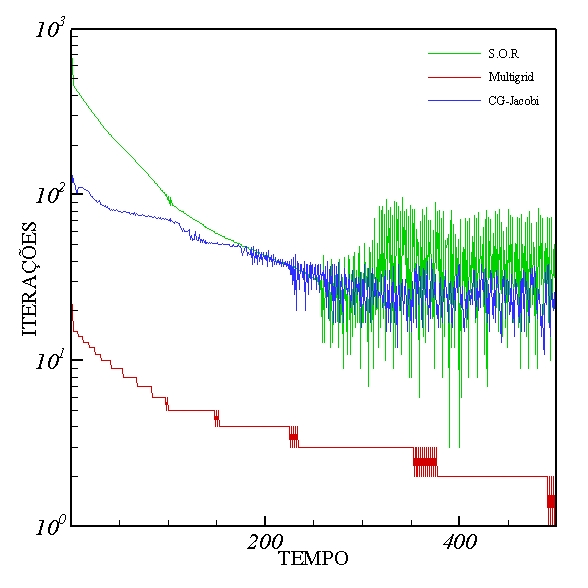 10³
S.O.R
Multigrid
CG-Jacobi
10²
ITERAÇÕES
10¹
10⁰
200
400
TEMPO